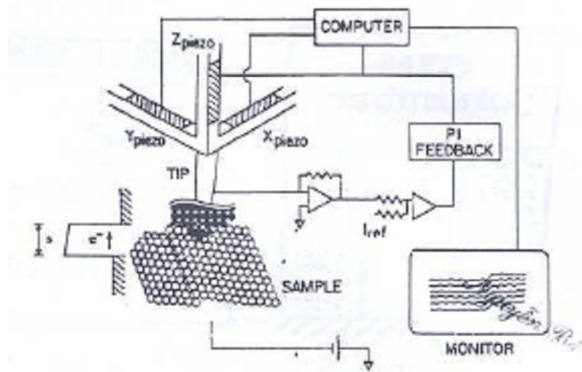 COMPUTER
Zpiezo
Ypiezo
Xpiezo
PI
FEEDBACK
TIP
Iref
s
e⁻
SAMPLE
MONITOR